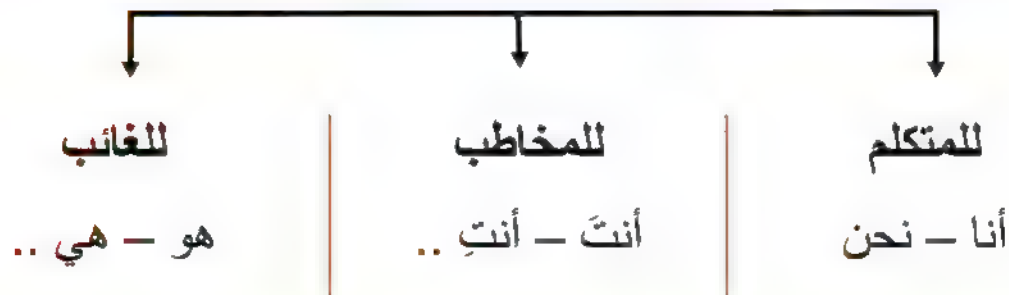 للمتكلم
أنا – نحن
للمخاطب
أنتَ – أنتِ ..
للغائب
هو – هي ..